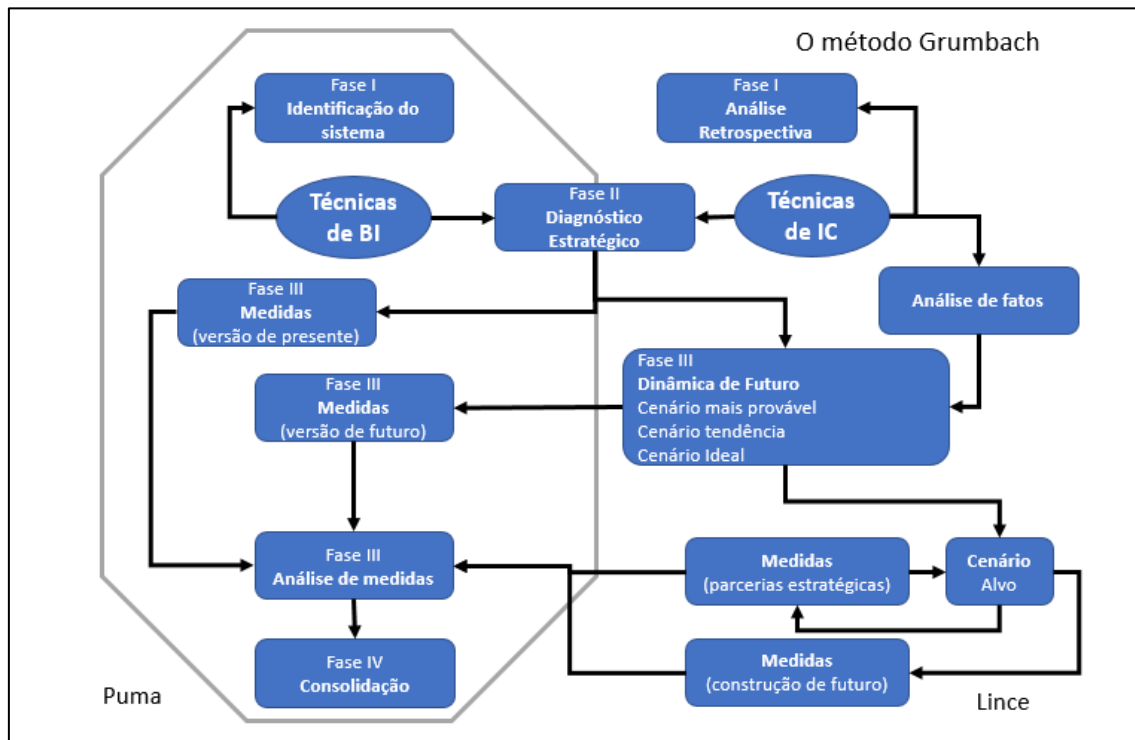 O método Grumbach
Fase I
Identificação do
sistema
Fase I
Análise
Retrospectiva
Técnicas
de BI
Fase II
Diagnóstico
Estratégico
Técnicas
de IC
Fase III
Medidas
(versão de presente)
Análise de fatos
Fase III
Dinâmica de Futuro
Cenário mais provável
Cenário tendência
Cenário Ideal
Fase III
Medidas
(versão de futuro)
Fase III
Análise de medidas
Medidas
(parcerias estratégicas)
Cenário
Alvo
Fase IV
Consolidação
Medidas
(construção de futuro)
Puma
Lince